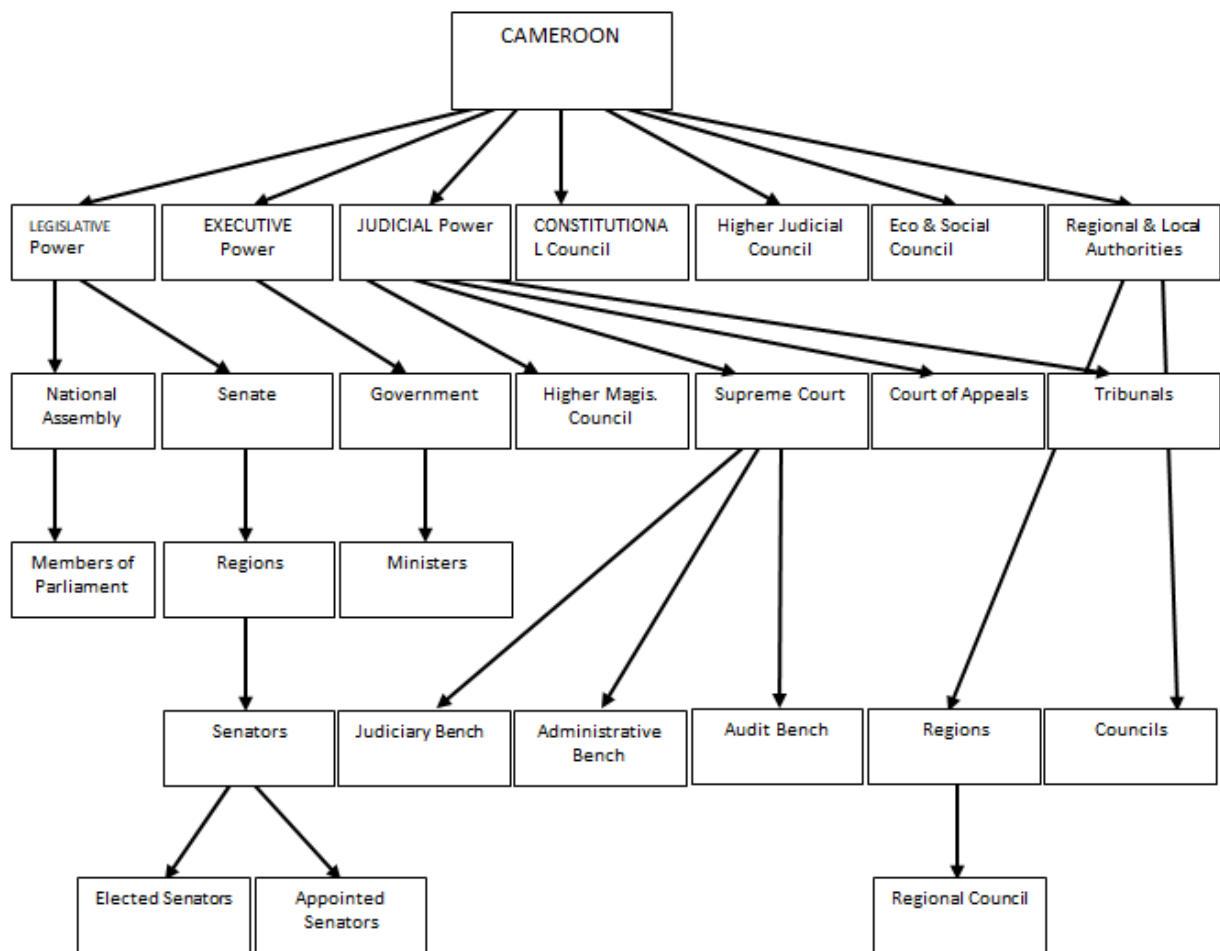 CAMEROON
LEGISLATIVE
Power
EXECUTIVE
Power
JUDICIAL Power
CONSTITUTIONA
L Council
Higher Judicial
Council
Eco & Social
Council
Regional & Local
Authorities
National
Assembly
Senate
Government
Higher Magis.
Council
Supreme Court
Court of Appeals
Tribunals
Members of
Parliament
Regions
Ministers
Senators
Judiciary Bench
Administrative
Bench
Audit Bench
Regions
Councils
Elected Senators
Appointed
Senators
Regional Council